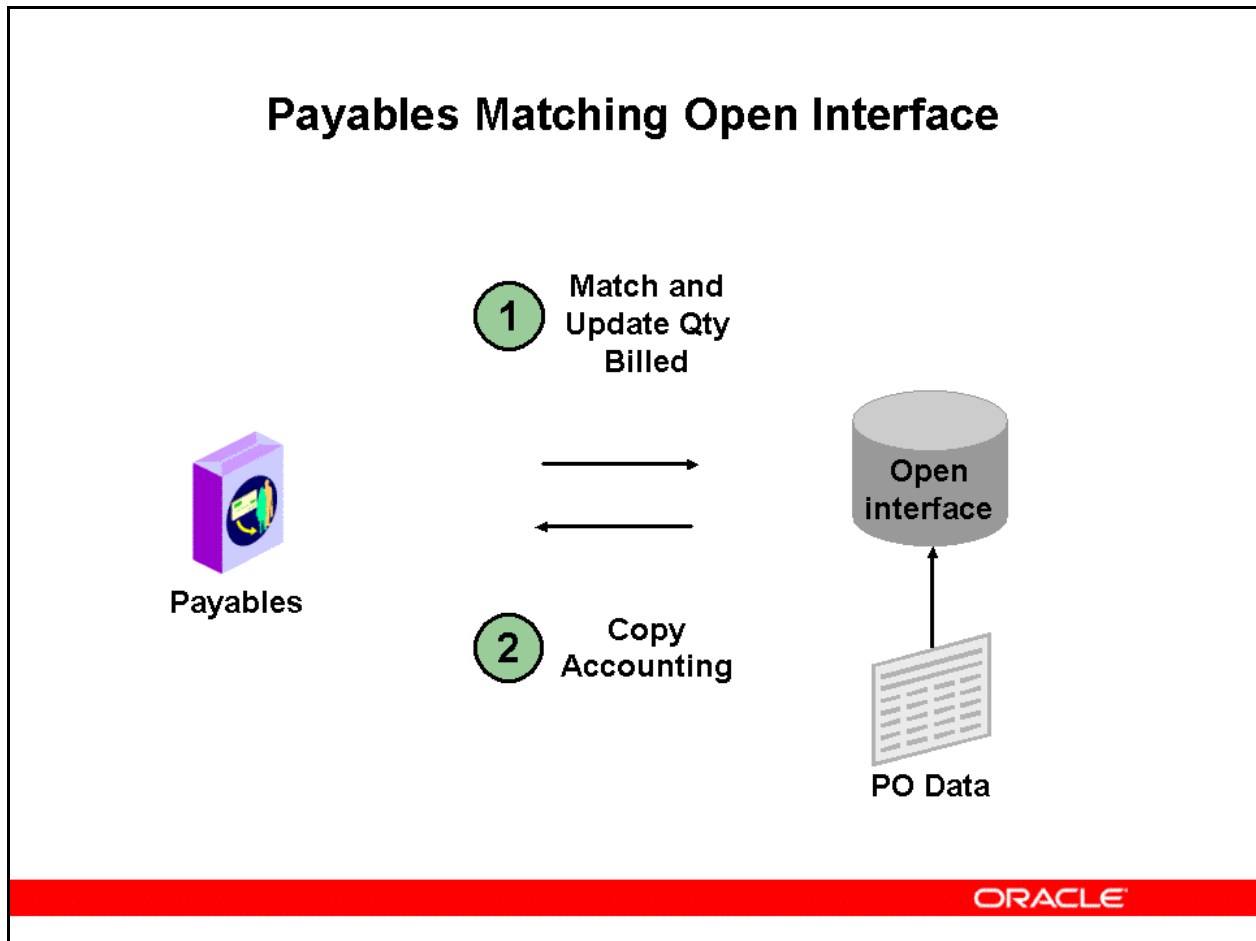 Payables Matching Open Interface
1
Match and
Update Qty
Billed
Open
interface
Payables
2
Copy
Accounting
PO Data
ORACLE